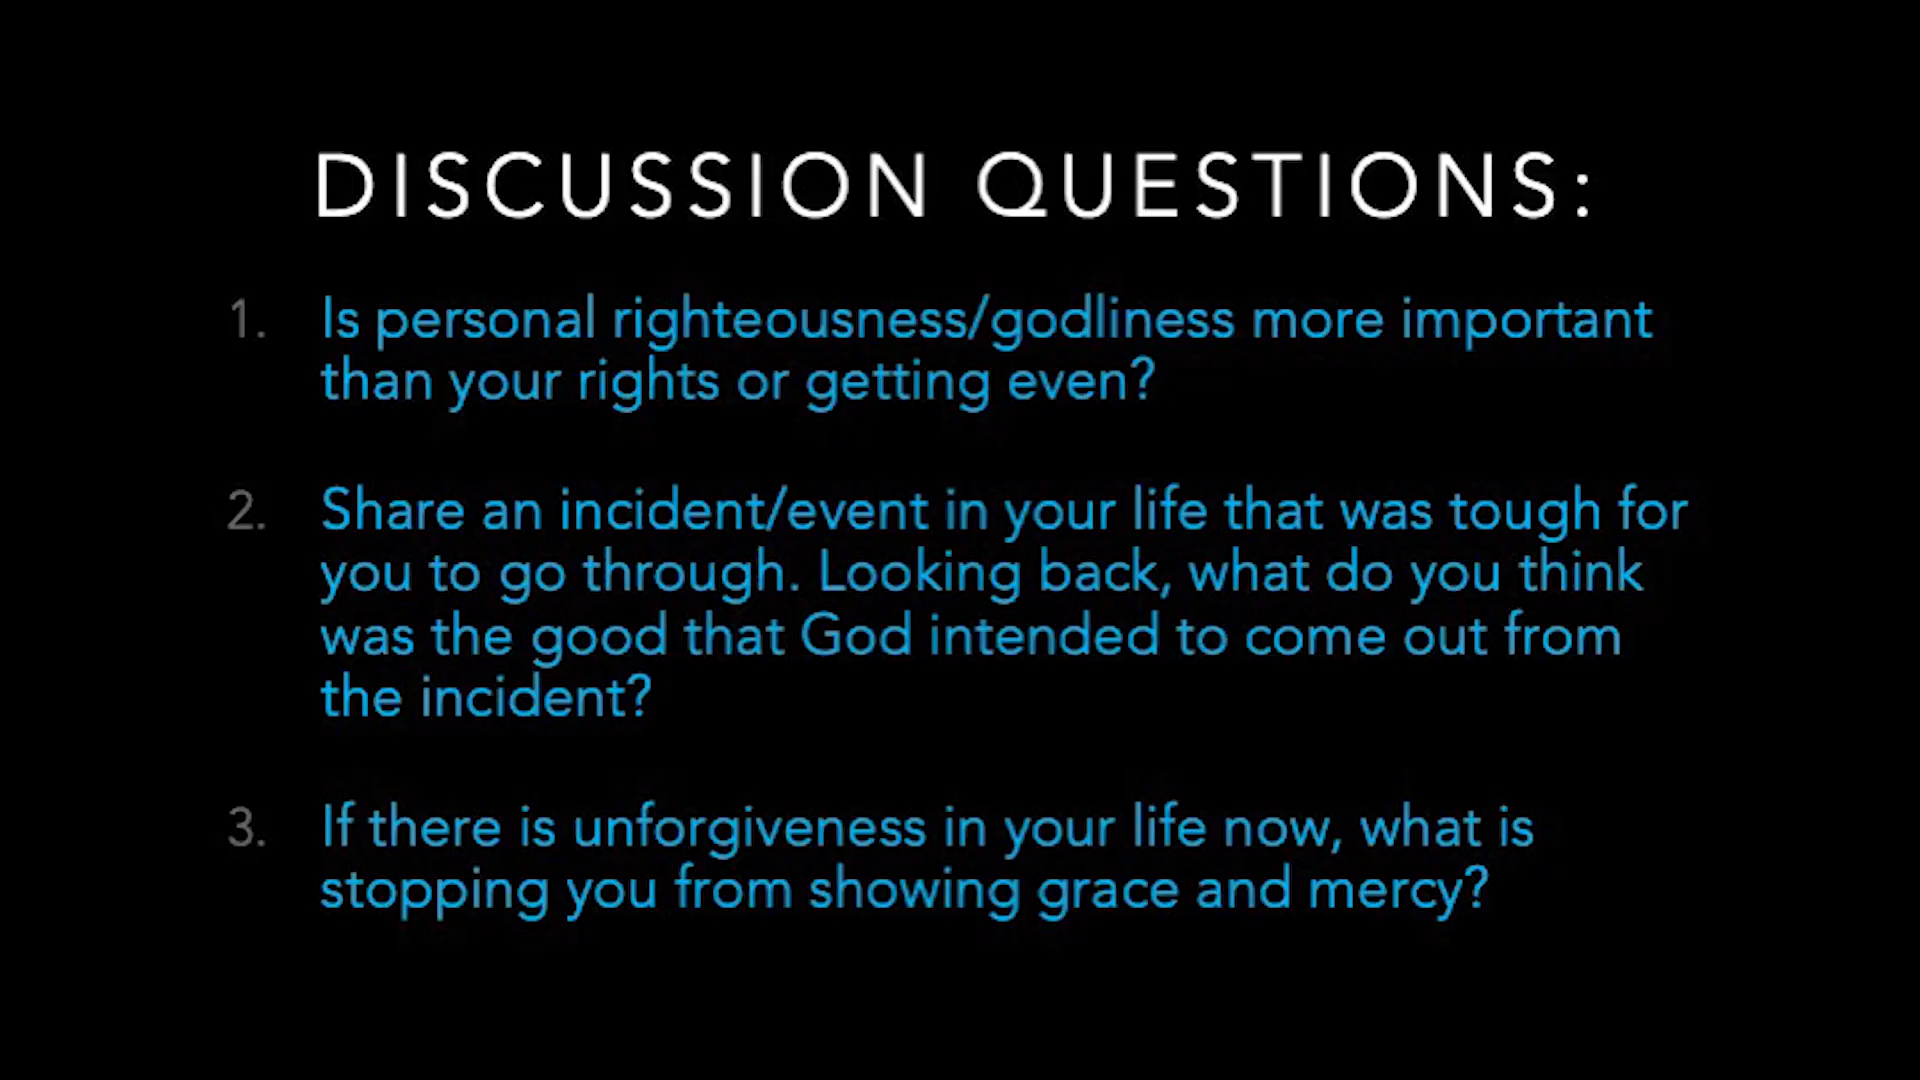 DISCUSSION QUESTIONS:
1. Is personal righteousness/godliness more important
than your rights or getting even?
2. Share an incident/event in your life that was tough for
you to go through. Looking back, what do you think
was the good that God intended to come out from
the incident?
3. If there is unforgiveness in your life now, what is
stopping you from showing grace and mercy?